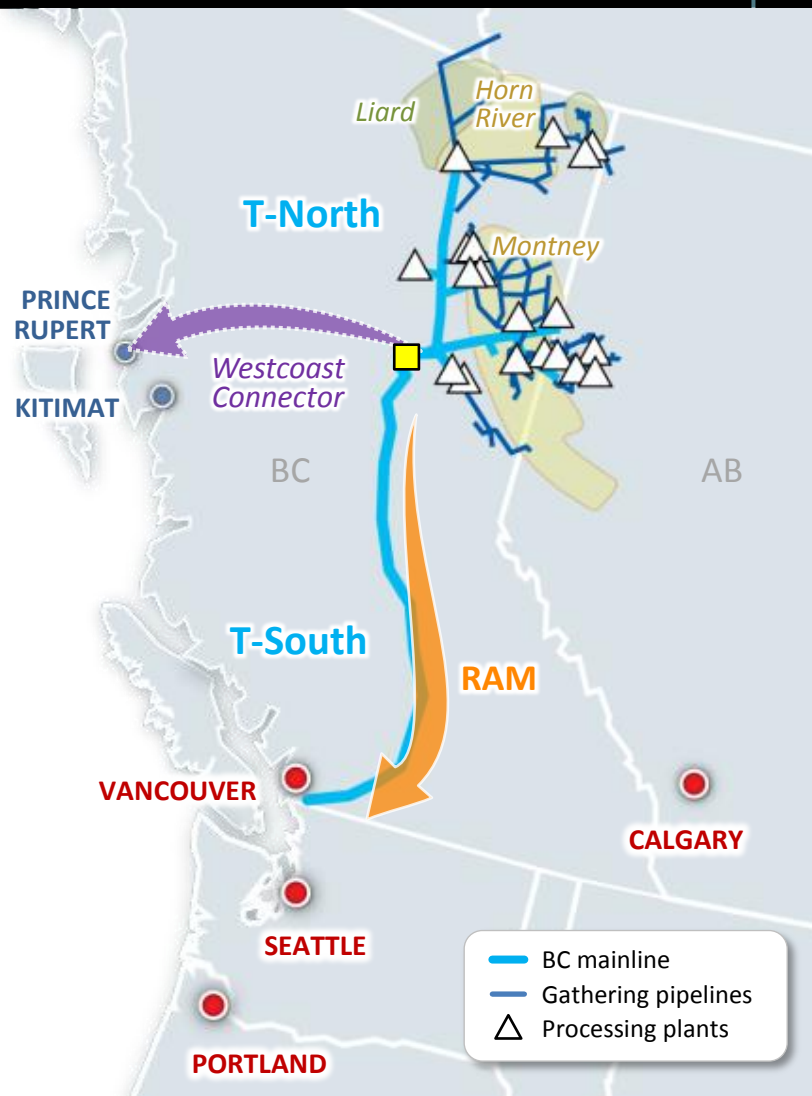 Liard
Horn
River
T-North
Montney
PRINCE
RUPERT
Westcoast
Connector
KITIMAT
BC
AB
T-South
RAM
VANCOUVER
CALGARY
SEATTLE
BC mainline
Gathering pipelines
Processing plants
PORTLAND